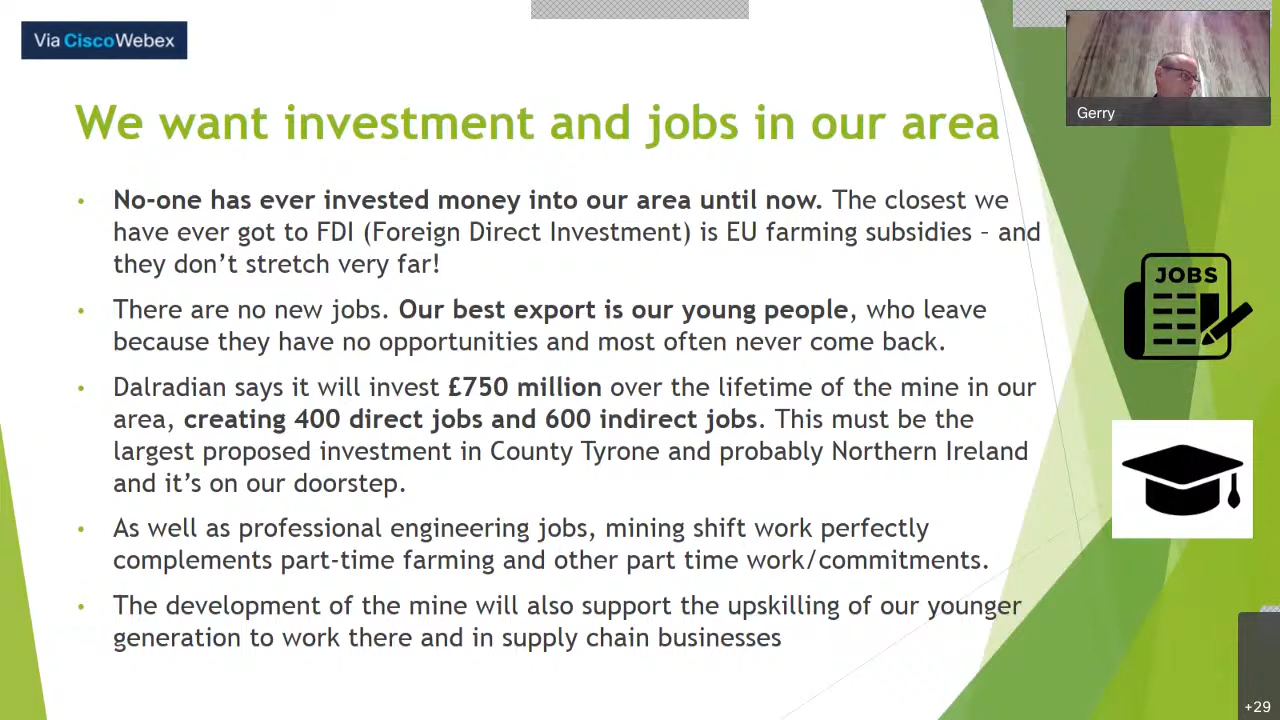 Via CiscoWebex
Gerry
We want investment and jobs in our area
• No-one has ever invested money into our area until now. The closest we
have ever got to FDI (Foreign Direct Investment) is EU farming subsidies – and
they don’t stretch very far!
• There are no new jobs. Our best export is our young people, who leave
because they have no opportunities and most often never come back.
• Dalradian says it will invest £750 million over the lifetime of the mine in our
area, creating 400 direct jobs and 600 indirect jobs. This must be the
largest proposed investment in County Tyrone and probably Northern Ireland
and it’s on our doorstep.
• As well as professional engineering jobs, mining shift work perfectly
complements part-time farming and other part time work/commitments.
• The development of the mine will also support the upskilling of our younger
generation to work there and in supply chain businesses
JOBS
+29